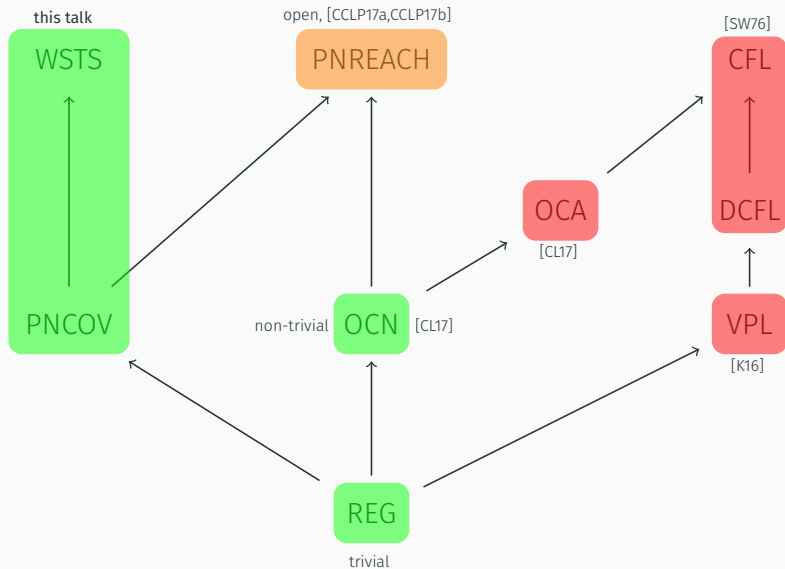 this talk
WSTS
open, [CCLP17a,CCLP17b]
PNREACH
[SW76]
CFL
OCA
[CL17]
DCFL
PNCOV
non-trivial
OCN
[CL17]
VPL
[K16]
REG
trivial